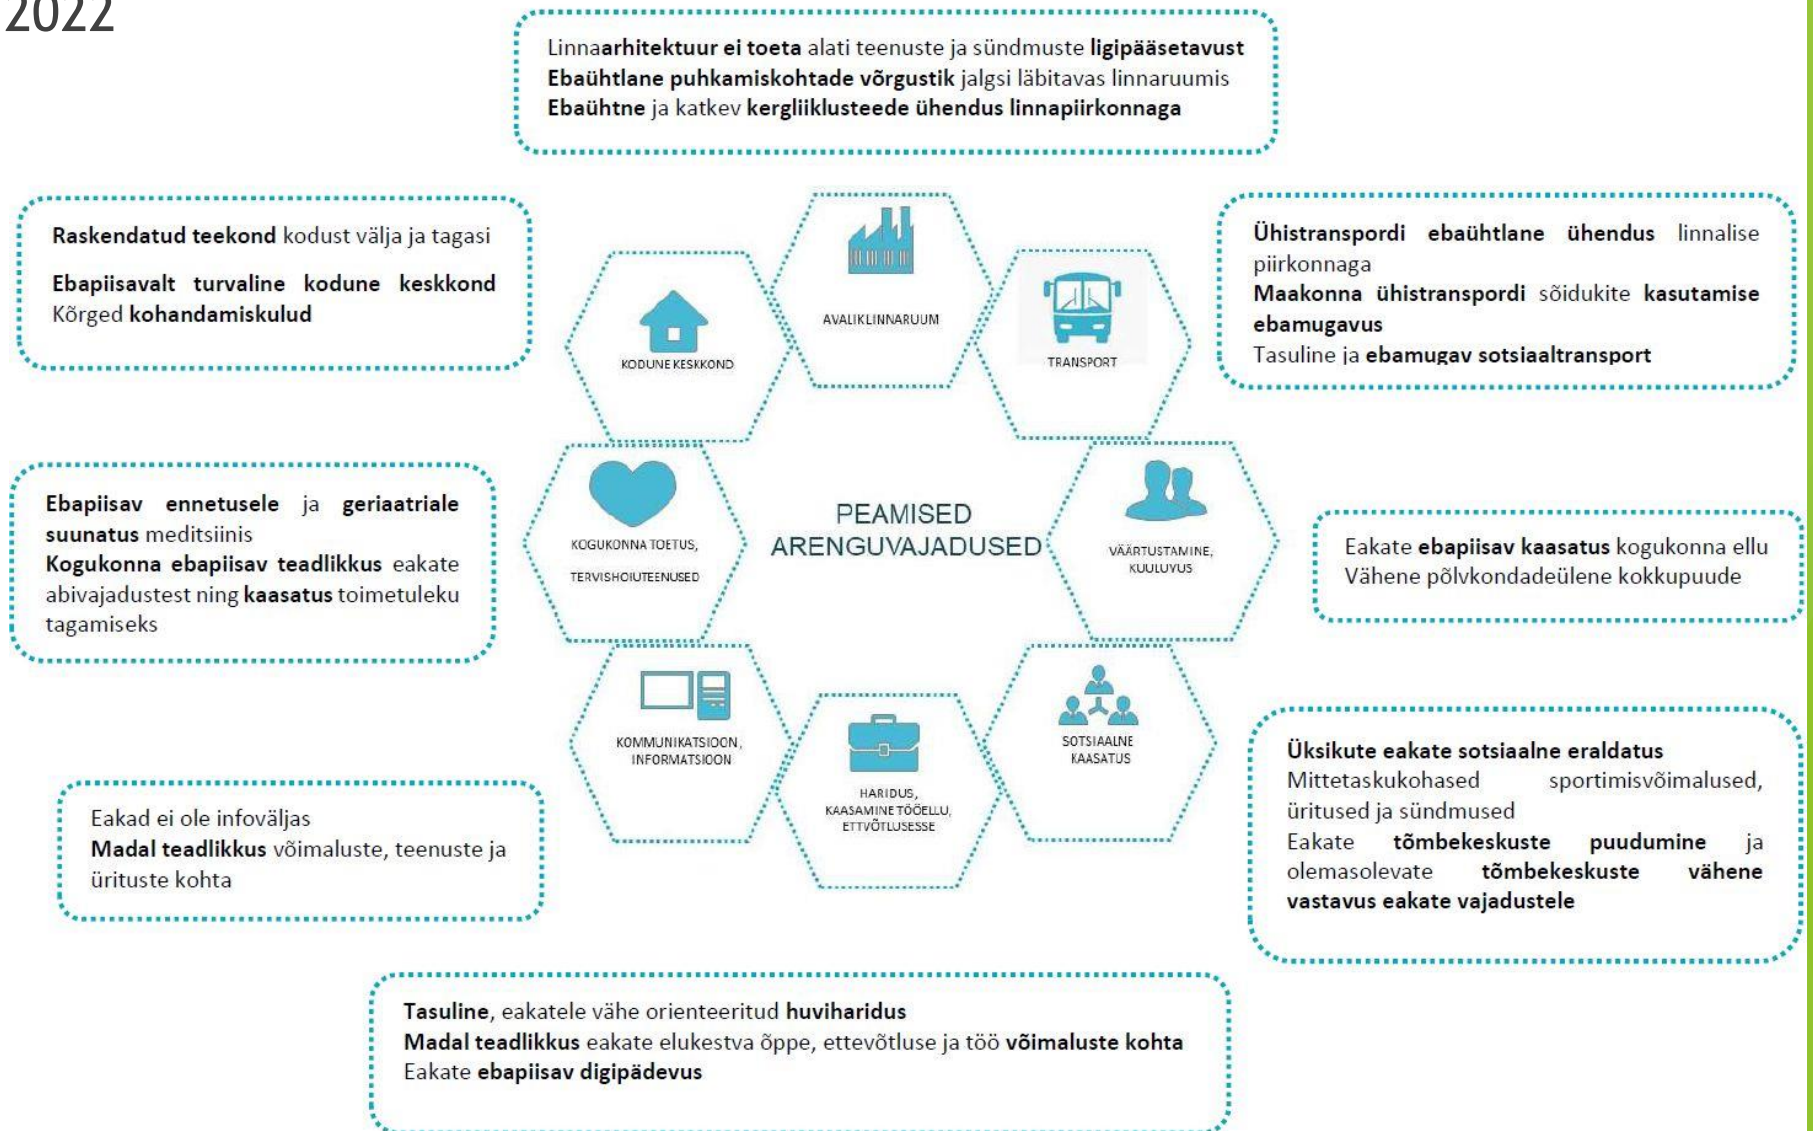 2022
Linnaarhitektuur ei toeta alati teenuste ja sündmuste ligipääsetavust
Ebaühtlane puhkamiskohtade võrgustik jalgsi läbitavas linnaruumis
Ebaühtne ja katkev kergliiklusteede ühendus linnapiirkonnaga
Raskendatud teekond kodust välja ja tagasi
Ebapiisavalt turvaline kodune keskkond
Kõrged kohandamiskulud
KODUNE KESKKOND
AVALIKLINNARUUM
TRANSPORT
Ühistranspordi ebaühtlane ühendus linnalise
piirkonnaga
Maakonna ühistranspordi sõidukite kasutamise
ebamugavus
Tasuline ja ebamugav sotsiaaltransport
Ebapiisav ennetusele ja geriaatriale
suunatus meditsiinis
Kogukonna ebapiisav teadlikkus eakate
abivajadustest ning kaasatus toimetuleku
tagamiseks
KOGUKONNA TOETUS,
TERVISHOIUTEENUSED
PEAMISED
ARENGUVAJADUSED
VÄÄRTUSTAMINE,
KUULUVUS
Eakate ebapiisav kaasatus kogukonna ellu
Vähene põlvkondadeülene kokkupuude
KOMMUNIKATSIOON,
INFORMATSIOON
HARIDUS,
KAASAMINE TÖÖELLU,
ETTVÕTLUSESSE
SOTSIAALNE
KAASATUS
Eakad ei ole infoväljas
Madal teadlikkus võimaluste, teenuste ja
ürituste kohta
Üksikute eakate sotsiaalne eraldatus
Mittetaskukohased sportimisvõimalused,
üritused ja sündmused
Eakate tõmbekeskuste puudumine ja
olemasolevate tõmbekeskuste vähene
vastavus eakate vajadustele
Tasuline, eakatele vähe orienteeritud huviharidus
Madal teadlikkus eakate elukestva õppe, ettevõtluse ja töö võimaluste kohta
Eakate ebapiisav digipädevus